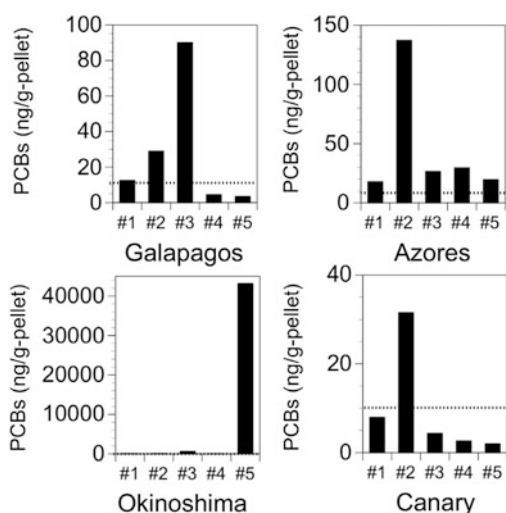 PCBs (ng/g-pellet)
100
80
60
40
20
0
#1 #2 #3 #4 #5
Galapagos
PCBs (ng/g-pellet)
150
100
50
0
#1 #2 #3 #4 #5
Azores
PCBs (ng/g-pellet)
40000
30000
20000
10000
0
#1 #2 #3 #4 #5
Okinoshima
PCBs (ng/g-pellet)
40
20
0
#1 #2 #3 #4 #5
Canary